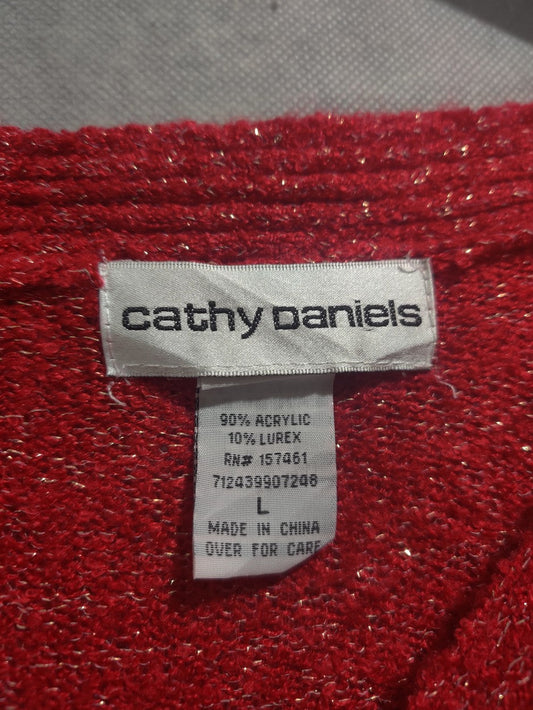 cathy Daniels
90% ACRYLIC
10% LUREX
RN# 157461
712439907248
L
MADE IN CHINA
OVER FOR CARE